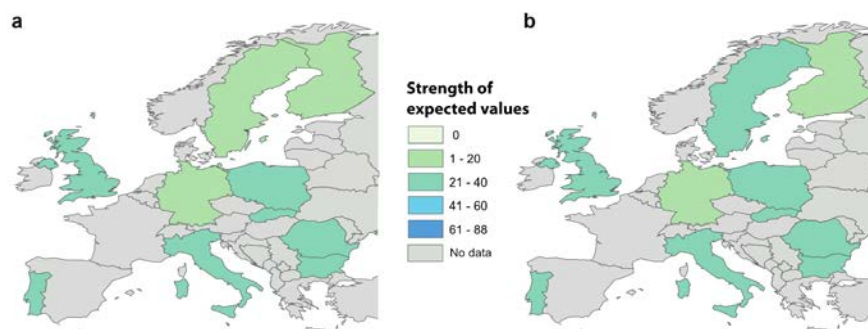 a
b
Strength of
expected values
0
1 - 20
21 - 40
41 - 60
61 - 88
No data